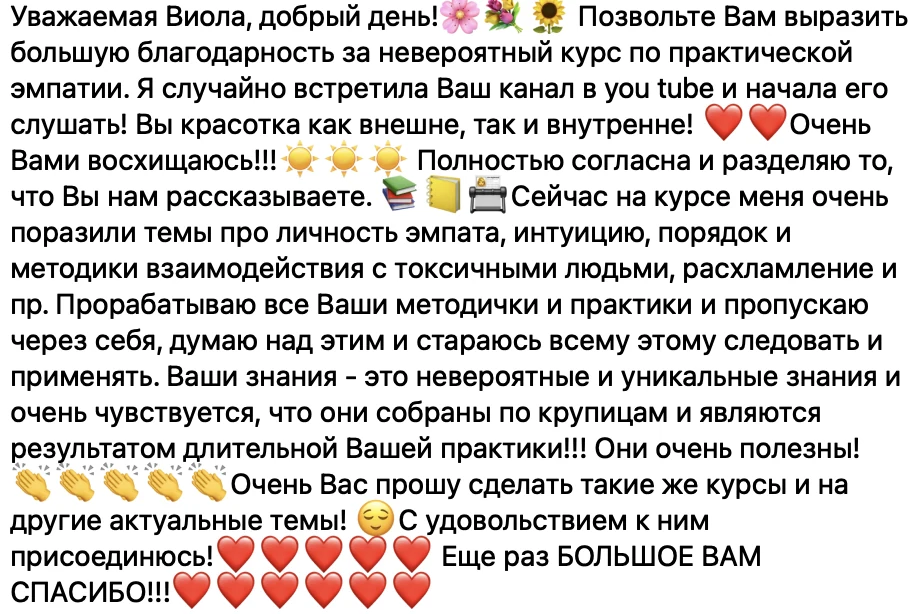 Уважаемая Виола, добрый день!🌸💐🌻 Позвольте Вам выразить
большую благодарность за невероятный курс по практической
эмпатии. Я случайно встретила Ваш канал в you tube и начала его
слушать! Вы красотка как внешне, так и внутренне! ❤️❤️Очень
Вами восхищаюсь!!!☀️☀️☀️ Полностью согласна и разделяю то,
что Вы нам рассказываете. 📚📒📠Сейчас на курсе меня очень
поразили темы про личность эмпата, интуицию, порядок и
методики взаимодействия с токсичными людьми, расхламление и
пр. Прорабатываю все Ваши методички и практики и пропускаю
через себя, думаю над этим и стараюсь всему этому следовать и
применять. Ваши знания - это невероятные и уникальные знания и
очень чувствуется, что они собраны по крупицам и являются
результатом длительной Вашей практики!!! Они очень полезны!
👏👏👏👏👏Очень Вас прошу сделать такие же курсы и на
другие актуальные темы! 😌С удовольствием к ним
присоединюсь!❤️❤️❤️❤️❤️ Еще раз БОЛЬШОЕ ВАМ
СПАСИБО!!!❤️❤️❤️❤️❤️❤️